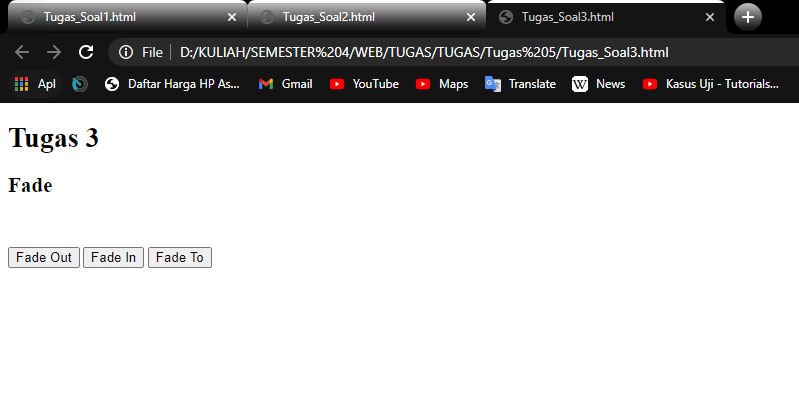 Tugas_Soal1.html Tugas_Soal2.html Tugas_Soal3.html
File D:/KULIAH/SEMESTER%204/WEB/TUGAS/TUGAS/Tugas%205/Tugas_Soal3.html
Apl Daftar Harga HP As... Gmail YouTube Maps Translate W News Kasus Uji - Tutorials...
Tugas 3
Fade
Fade Out Fade In Fade To